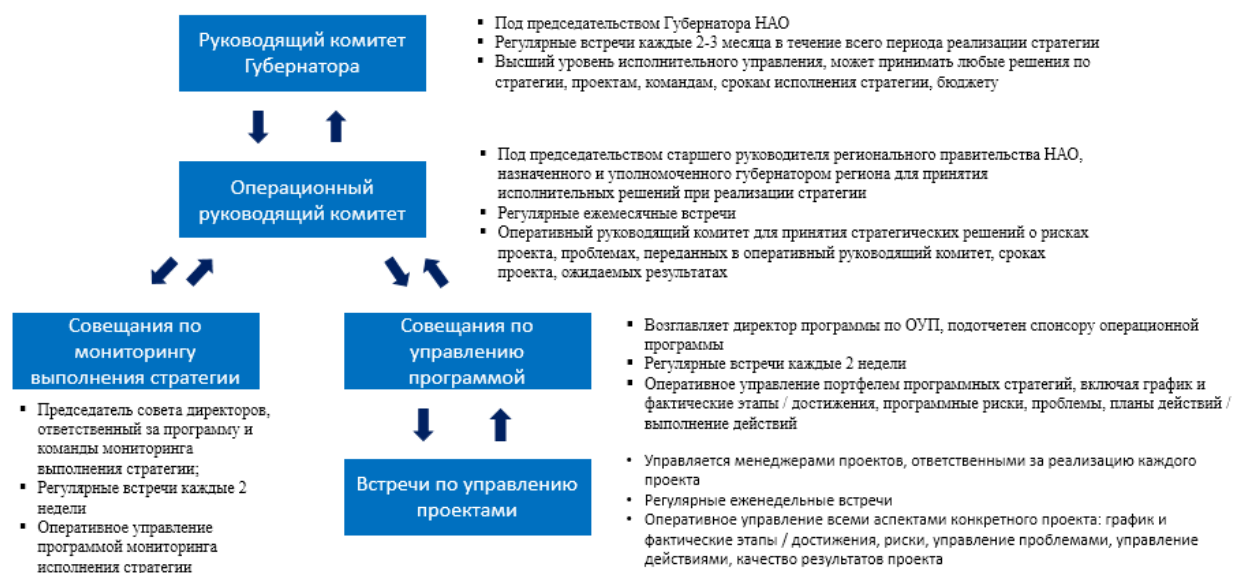 Руководящий комитет
Губернатора
▪ Под председательством Губернатора НАО
▪ Регулярные встречи каждые 2-3 месяца в течение всего периода реализации стратегии
▪ Высший уровень исполнительного управления, может принимать любые решения по
стратегии, проектам, командам, срокам исполнения стратегии, бюджету
Операционный
руководящий комитет
▪ Под председательством старшего руководителя регионального правительства НАО,
назначенного и уполномоченного губернатором региона для принятия
исполнительных решений при реализации стратегии
▪ Регулярные ежемесячные встречи
▪ Оперативный руководящий комитет для принятия стратегических решений о рисках
проекта, проблемах, переданных в оперативный руководящий комитет, сроках
проекта, ожидаемых результатах
Совещания по
мониторингу
выполнения стратегии
▪ Председатель совета директоров,
ответственный за программу и
команды мониторинга
выполнения стратегии;
▪ Регулярные встречи каждые 2
недели
▪ Оперативное управление
программой мониторинга
исполнения стратегии
Совещания по
управлению
программой
▪ Возглавляет директор программы по ОУП, подотчетен спонсору операционной
программы
▪ Регулярные встречи каждые 2 недели
▪ Оперативное управление портфелем программных стратегий, включая график и
фактические этапы / достижения, программные риски, проблемы, планы действий /
выполнение действий
Встречи по управлению
проектами
• Управляется менеджерами проектов, ответственными за реализацию каждого
проекта
• Регулярные еженедельные встречи
• Оперативное управление всеми аспектами конкретного проекта: график и
фактические этапы / достижения, риски, управление проблемами, управление
действиями, качество результатов проекта